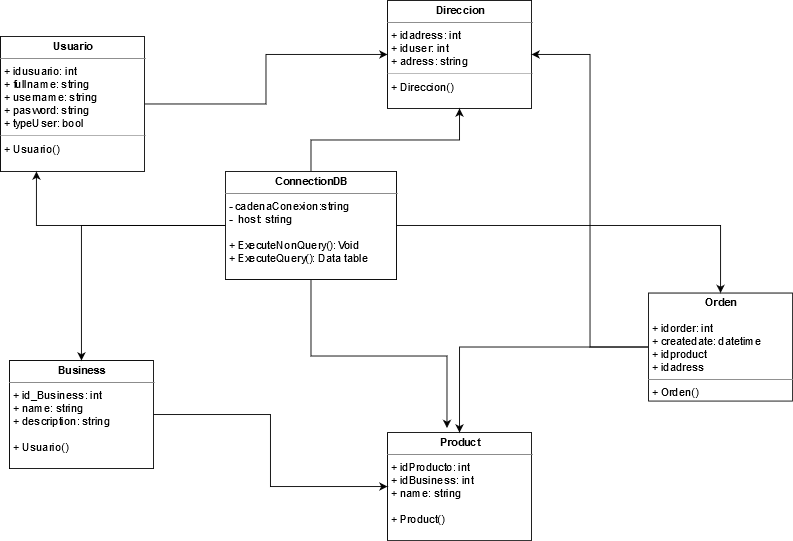 Direccion
+ idadress: int
+ iduser: int
+ adress: string
+ Direccion()
Usuario
+ idusuario: int
+ fullname: string
+ username: string
+ pasword: string
+ typeUser: bool
+ Usuario()
ConnectionDB
- cadenaConexion:string
- host: string
+ ExecuteNonQuery(): Void
+ ExecuteQuery(): Data table
Orden
+ idorder: int
+ createdate: datetime
+ idproduct
+ idadress
+ Orden()
Business
+ id_Business: int
+ name: string
+ description: string
+ Usuario()
Product
+ idProducto: int
+ idBusiness: int
+ name: string
+ Product()